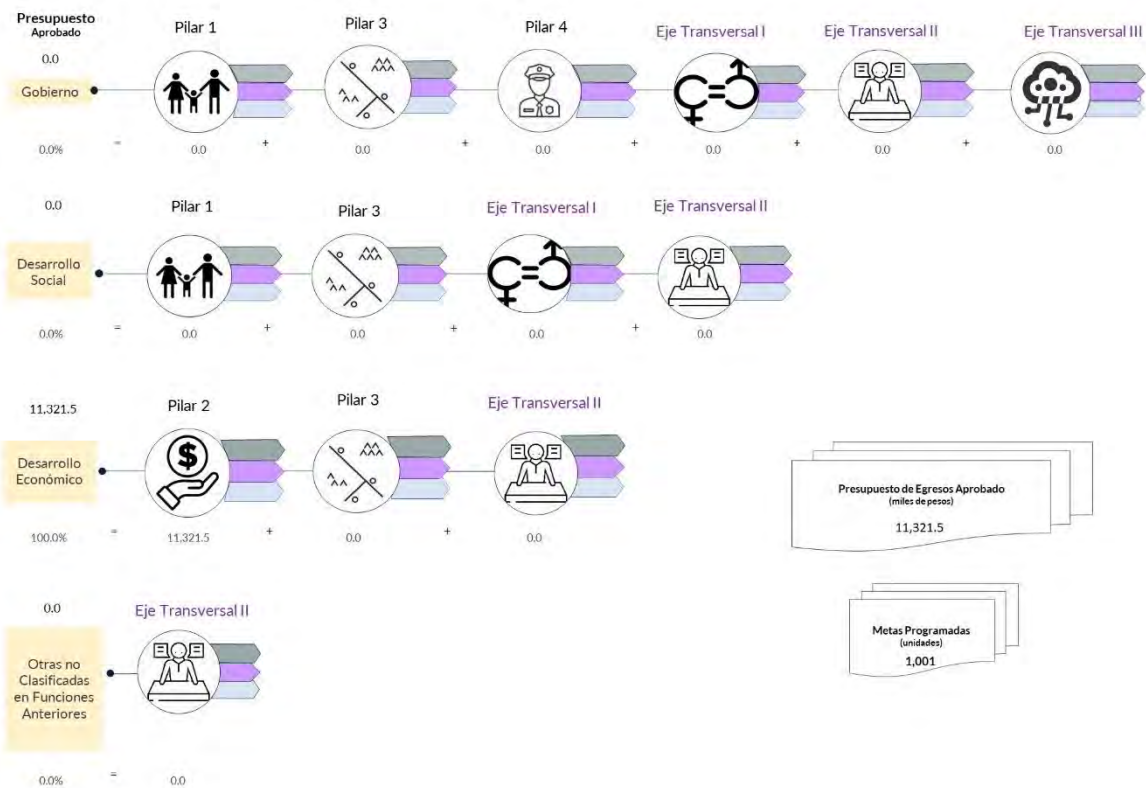 Presupuesto
Aprobado
Pilar 1
Pilar 3
Pilar 4
Eje Transversal I
Eje Transversal II
Eje Transversal III
0.0
Gobierno
$
0.0%
=
0.0
+
0.0
+
0.0
+
0.0
+
0.0
+
0.0
0.0
Pilar 1
Pilar 3
Eje Transversal I
Eje Transversal II
Desarrollo
Social
0.0%
=
0.0
+
0.0
+
0.0
+
0.0
11,321.5
Pilar 2
Pilar 3
Eje Transversal II
Desarrollo
Económico
$
100.0%
=
11,321.5
+
0.0
+
0.0
Presupuesto de Egresos Aprobado
(miles de pesos)
11,321.5
Metas Programadas
(unidades)
1,001
0.0
Eje Transversal II
Otras no
Clasificadas
en Funciones
Anteriores
0.0%
=
0.0